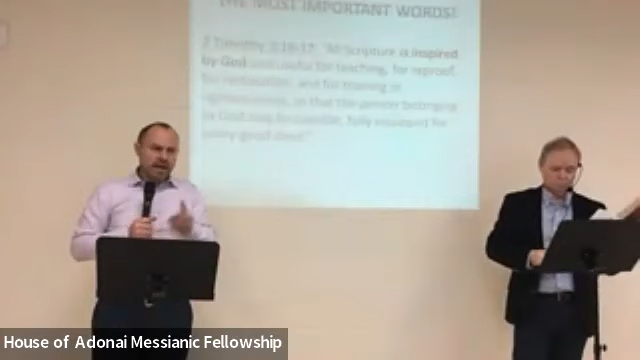 THE MOST IMPORTANT WORDS!
2 Timothy 3:16-17: "All Scripture is inspired
by God and useful for teaching, for reproof,
for restoration, and for training in
righteousness, so that the person belonging
to God may be capable, fully equipped for
every good deed."
House of Adonai Messianic Fellowship